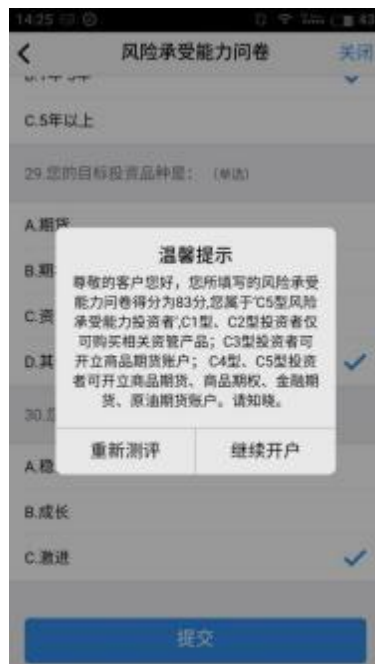 14:25
风险承受能力问卷
关闭
C.5年以上
29.您的目标投资品种是：（单选）
A.期货
B.期
C.资
D.其
温馨提示
尊敬的客户您好，您所填写的风险承受
能力问卷得分为83分,您属于‘C5型风险
承受能力投资者’,C1型、C2型投资者仅
可购买相关资管产品；C3型投资者可
开立商品期货账户； C4型、C5型投资
者可开立商品期货、商品期权、金融期
货、原油期货账户。请知晓。
重新测评
继续开户
30.
A.稳
B.成长
C.激进
提交